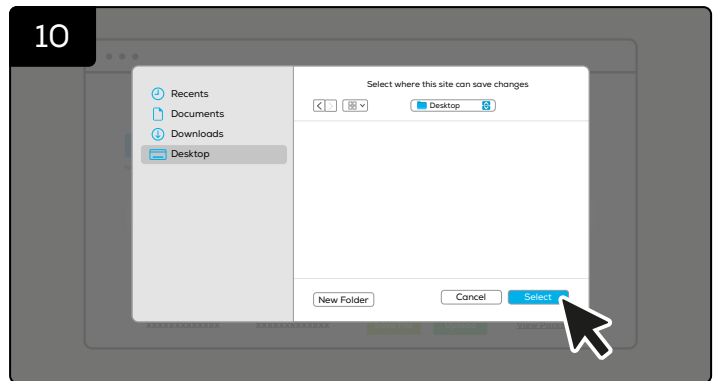 10
Select where this site can save changes
Recents
Desktop
Documents
Downloads
Desktop
New Folder
Cancel
Select